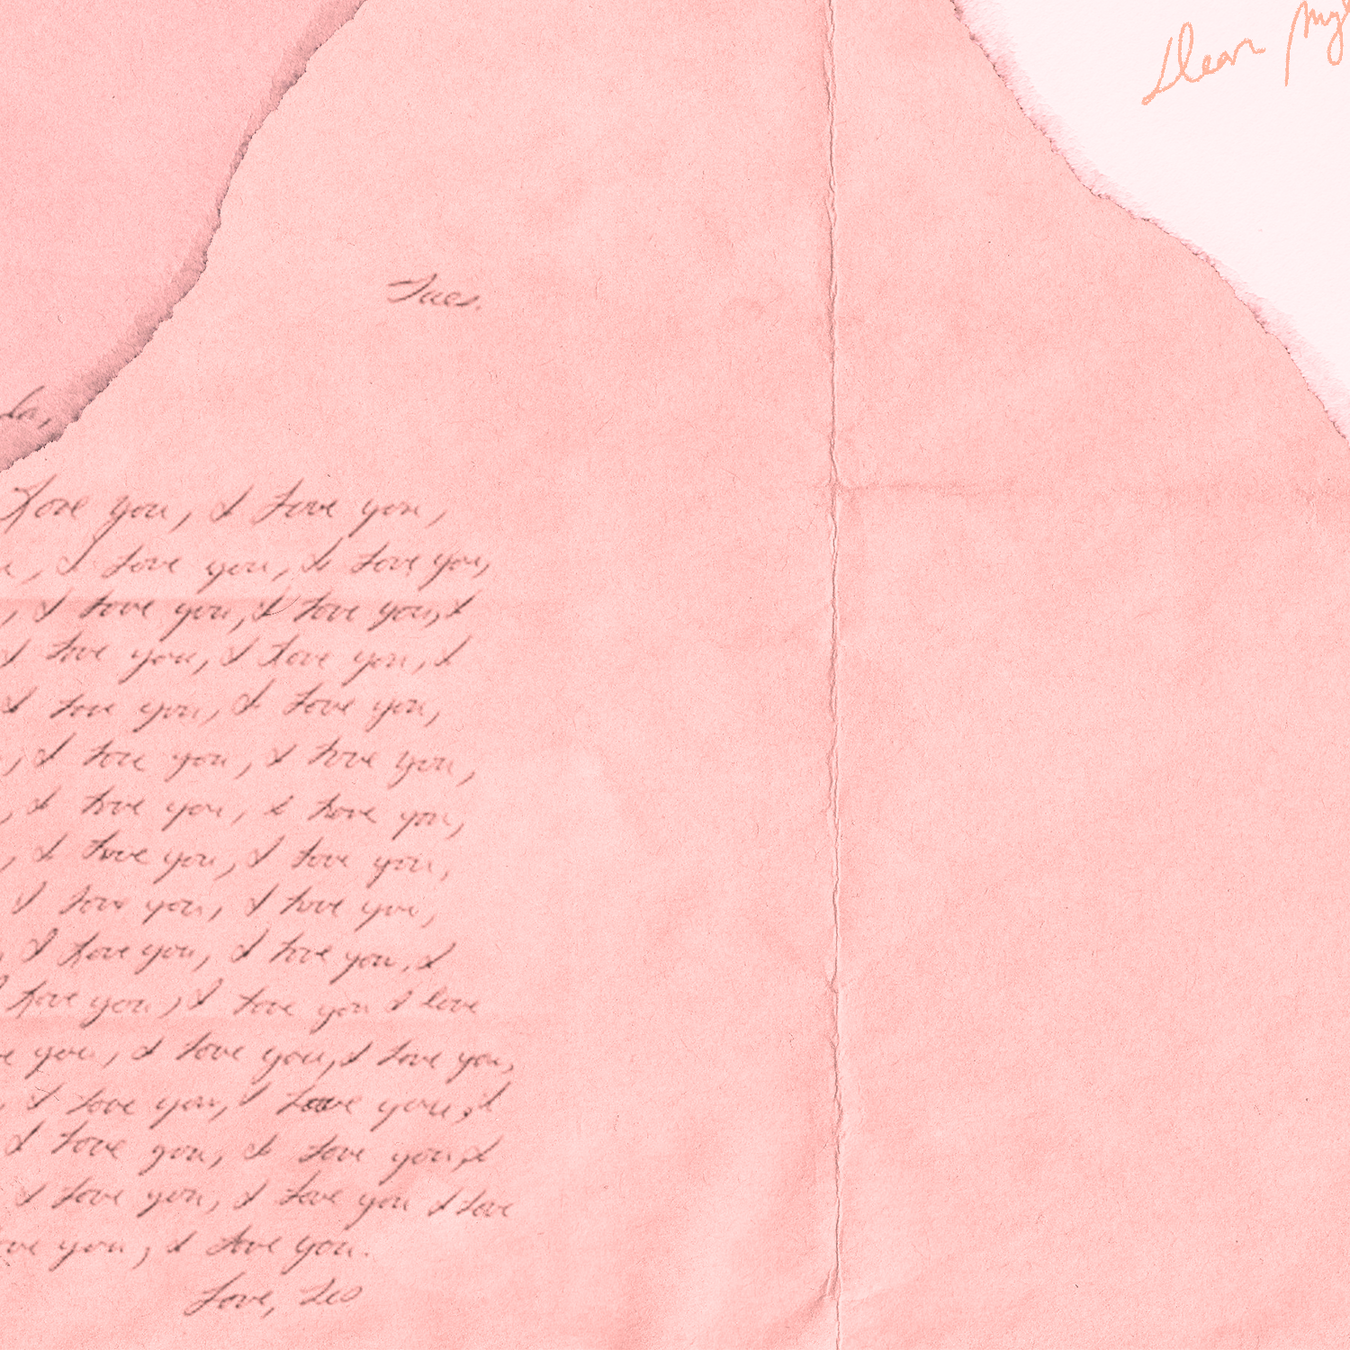 Dear
Tues.
Love you, I Love you,
, I Love you, I Love you,
, I Love you, I Love you, I
I Love you, I Love you, I
I Love you, I Love you,
, I Love you, I Love you,
, I Love you, I Love you,
, I Love you, I Love you,
I Love you, I Love you,
I Love you, I Love you, I
Love you, I Love you I love
you, I Love you, I Love you,
, I Love you, I Love you, I
I Love you, I Love you, I
I Love you, I Love you I Love
you, I Love you.
Love, Leo